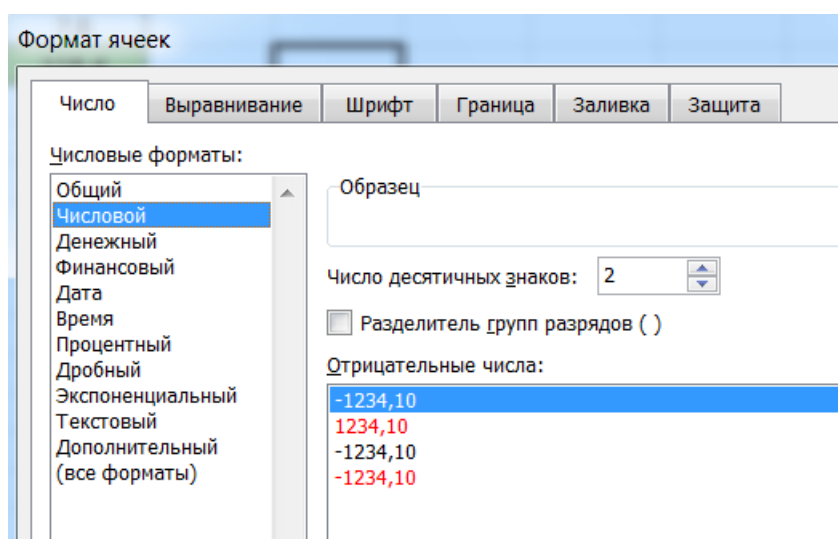 Формат ячеек
Число
Выравнивание
Шрифт
Граница
Заливка
Защита
Числовые форматы:
Общий
Числовой
Денежный
Финансовый
Дата
Время
Процентный
Дробный
Экспоненциальный
Текстовый
Дополнительный
(все форматы)
Образец
Число десятичных знаков: 2
Разделитель групп разрядов ( )
Отрицательные числа:
-1234,10
1234,10
-1234,10
-1234,10